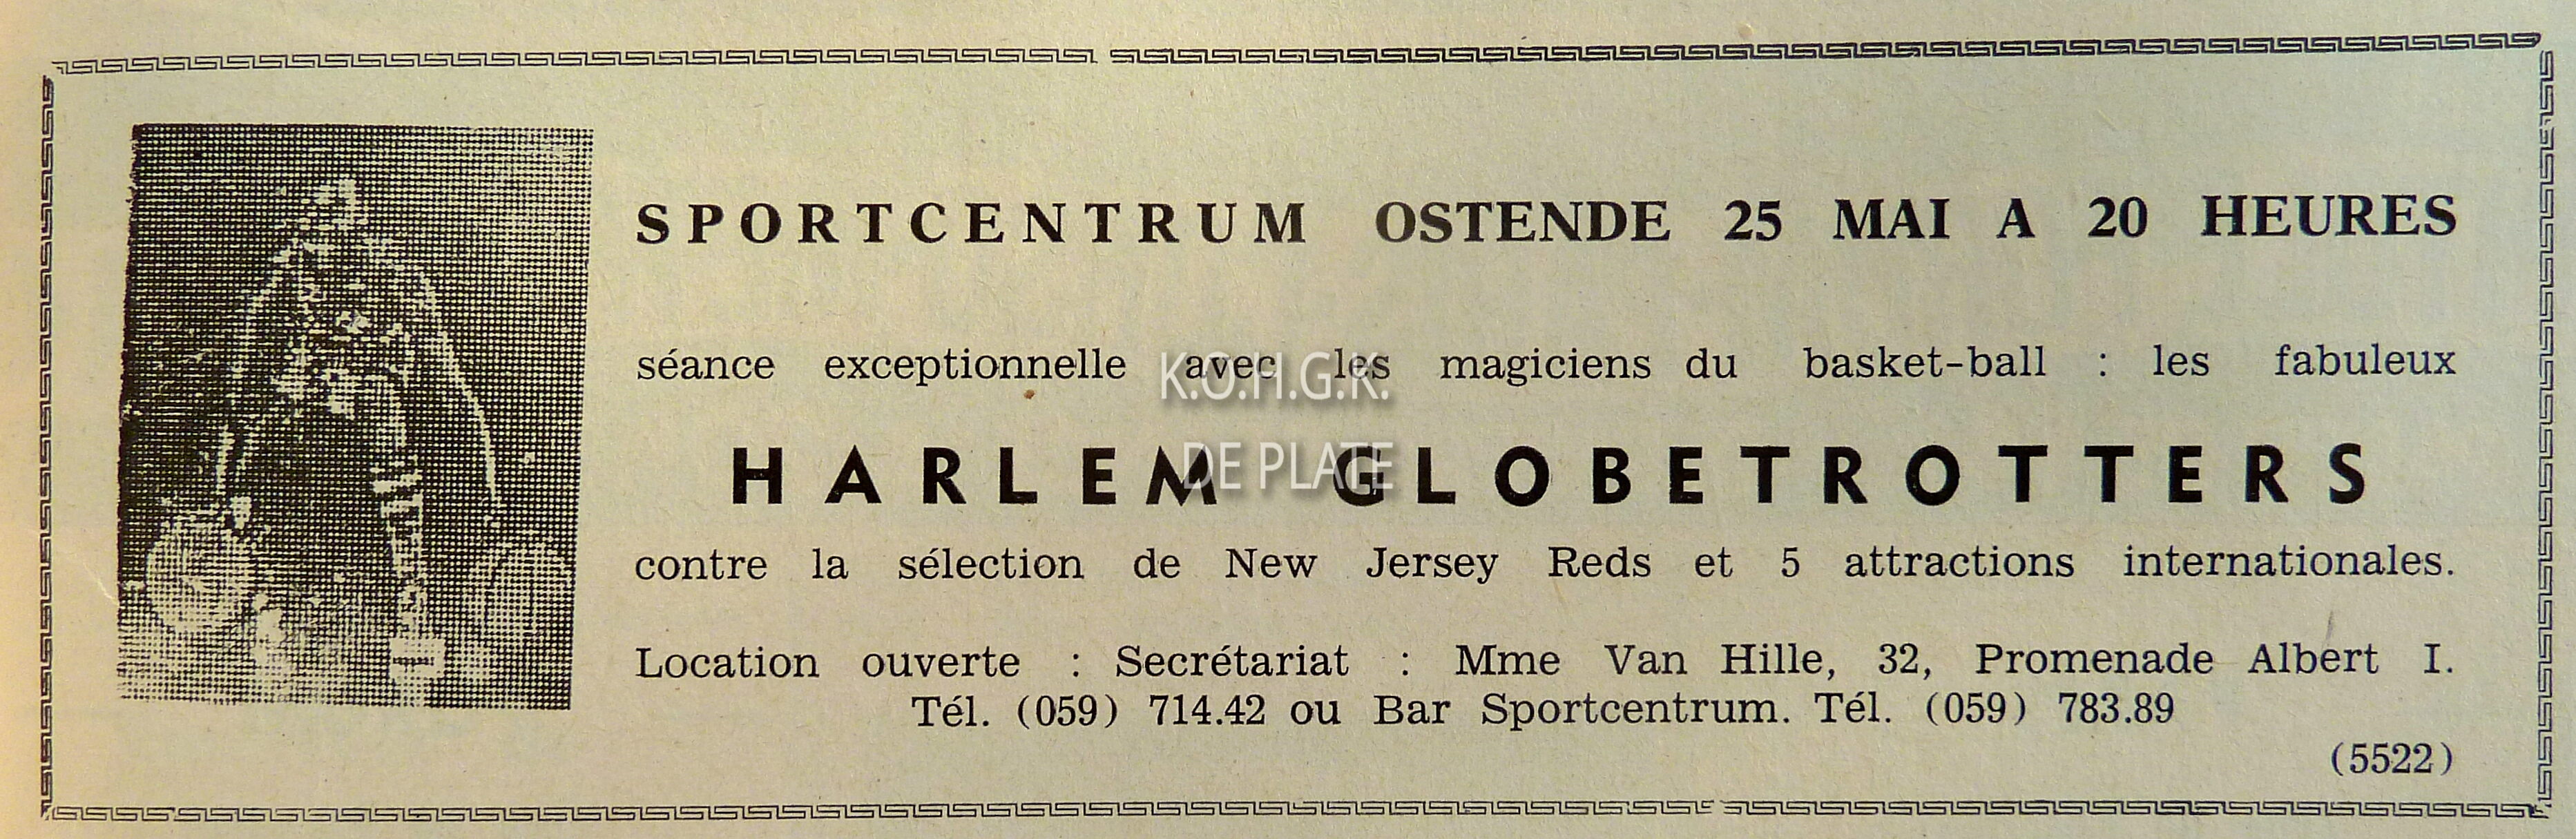 SPORTCENTRUM OSTENDE 25 MAI A 20 HEURES
séance exceptionnelle avec les magiciens du basket-ball : les fabuleux
K.O.H.G.K.
HARLEM GLOBETROTTERS
DE PLATE
contre la sélection de New Jersey Reds et 5 attractions internationales.
Location ouverte : Secrétariat : Mme Van Hille, 32, Promenade Albert I.
Tél. (059) 714.42 ou Bar Sportcentrum. Tél. (059) 783.89
(5522)